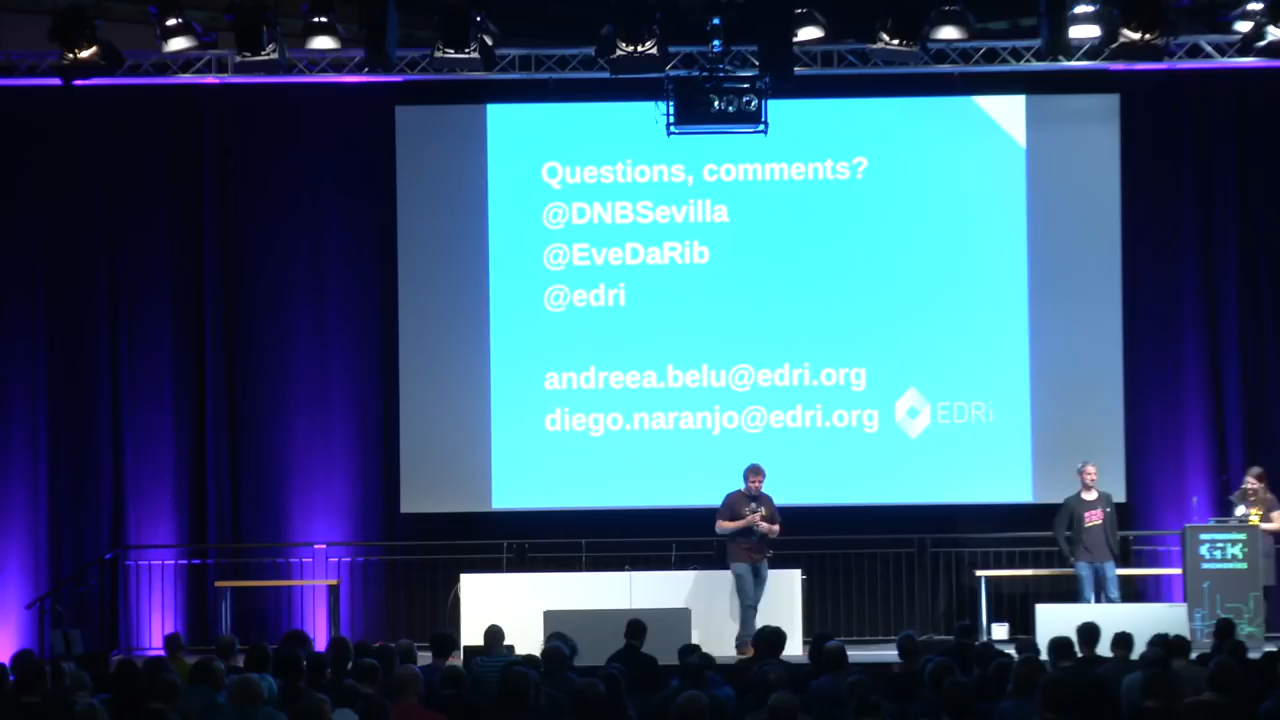 Questions, comments?
@DNBSevilla
@EveDaRib
@edri
andreea.belu@edri.org
diego.naranjo@edri.org
EDRi